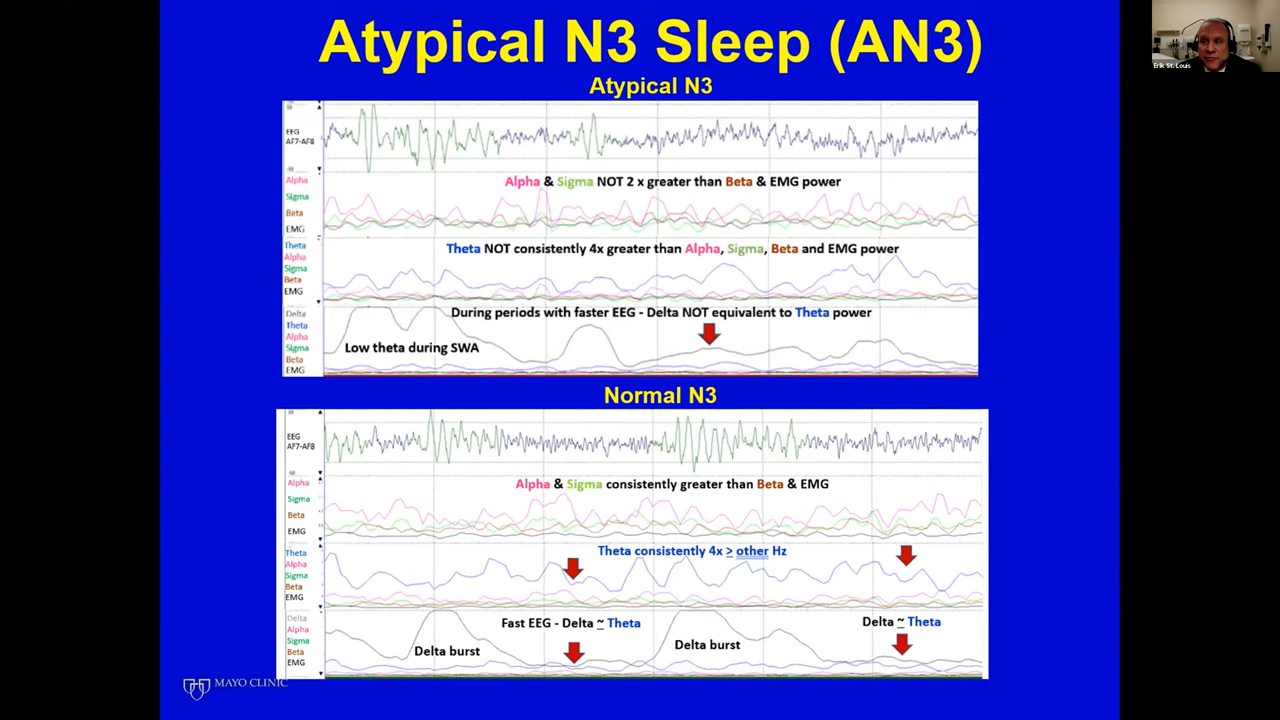 Atypical N3 Sleep (AN3)
Erik St. Louis
Atypical N3
EEG
AF7-AF8
Alpha
Sigma
Beta
EMG
Alpha & Sigma NOT 2 x greater than Beta & EMG power
Theta
Alpha
Sigma
Beta
EMG
Theta NOT consistently 4x greater than Alpha, Sigma, Beta and EMG power
Delta
Theta
Alpha
Sigma
Beta
EMG
During periods with faster EEG - Delta NOT equivalent to Theta power
Low theta during SWA
Normal N3
EEG
AF7-AF8
Alpha
Sigma
Beta
EMG
Alpha & Sigma consistently greater than Beta & EMG
Theta
Alpha
Sigma
Beta
EMG
Theta consistently 4x > other Hz
Delta
Alpha
Sigma
Beta
EMG
Fast EEG - Delta ~ Theta
Delta ~ Theta
Delta burst
Delta burst
MAYO CLINIC